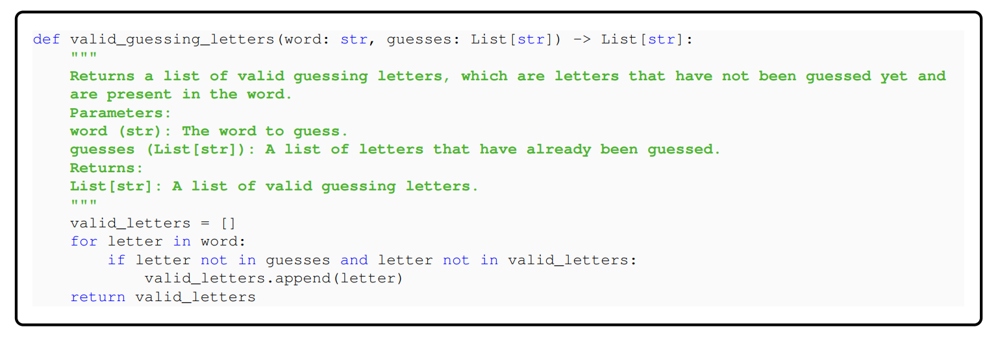 def valid_guessing_letters(word: str, guesses: List[str]) -> List[str]:
    """
    Returns a list of valid guessing letters, which are letters that have not been guessed yet and
    are present in the word.
    Parameters:
    word (str): The word to guess.
    guesses (List[str]): A list of letters that have already been guessed.
    Returns:
    List[str]: A list of valid guessing letters.
    """
    valid_letters = []
    for letter in word:
        if letter not in guesses and letter not in valid_letters:
            valid_letters.append(letter)
    return valid_letters